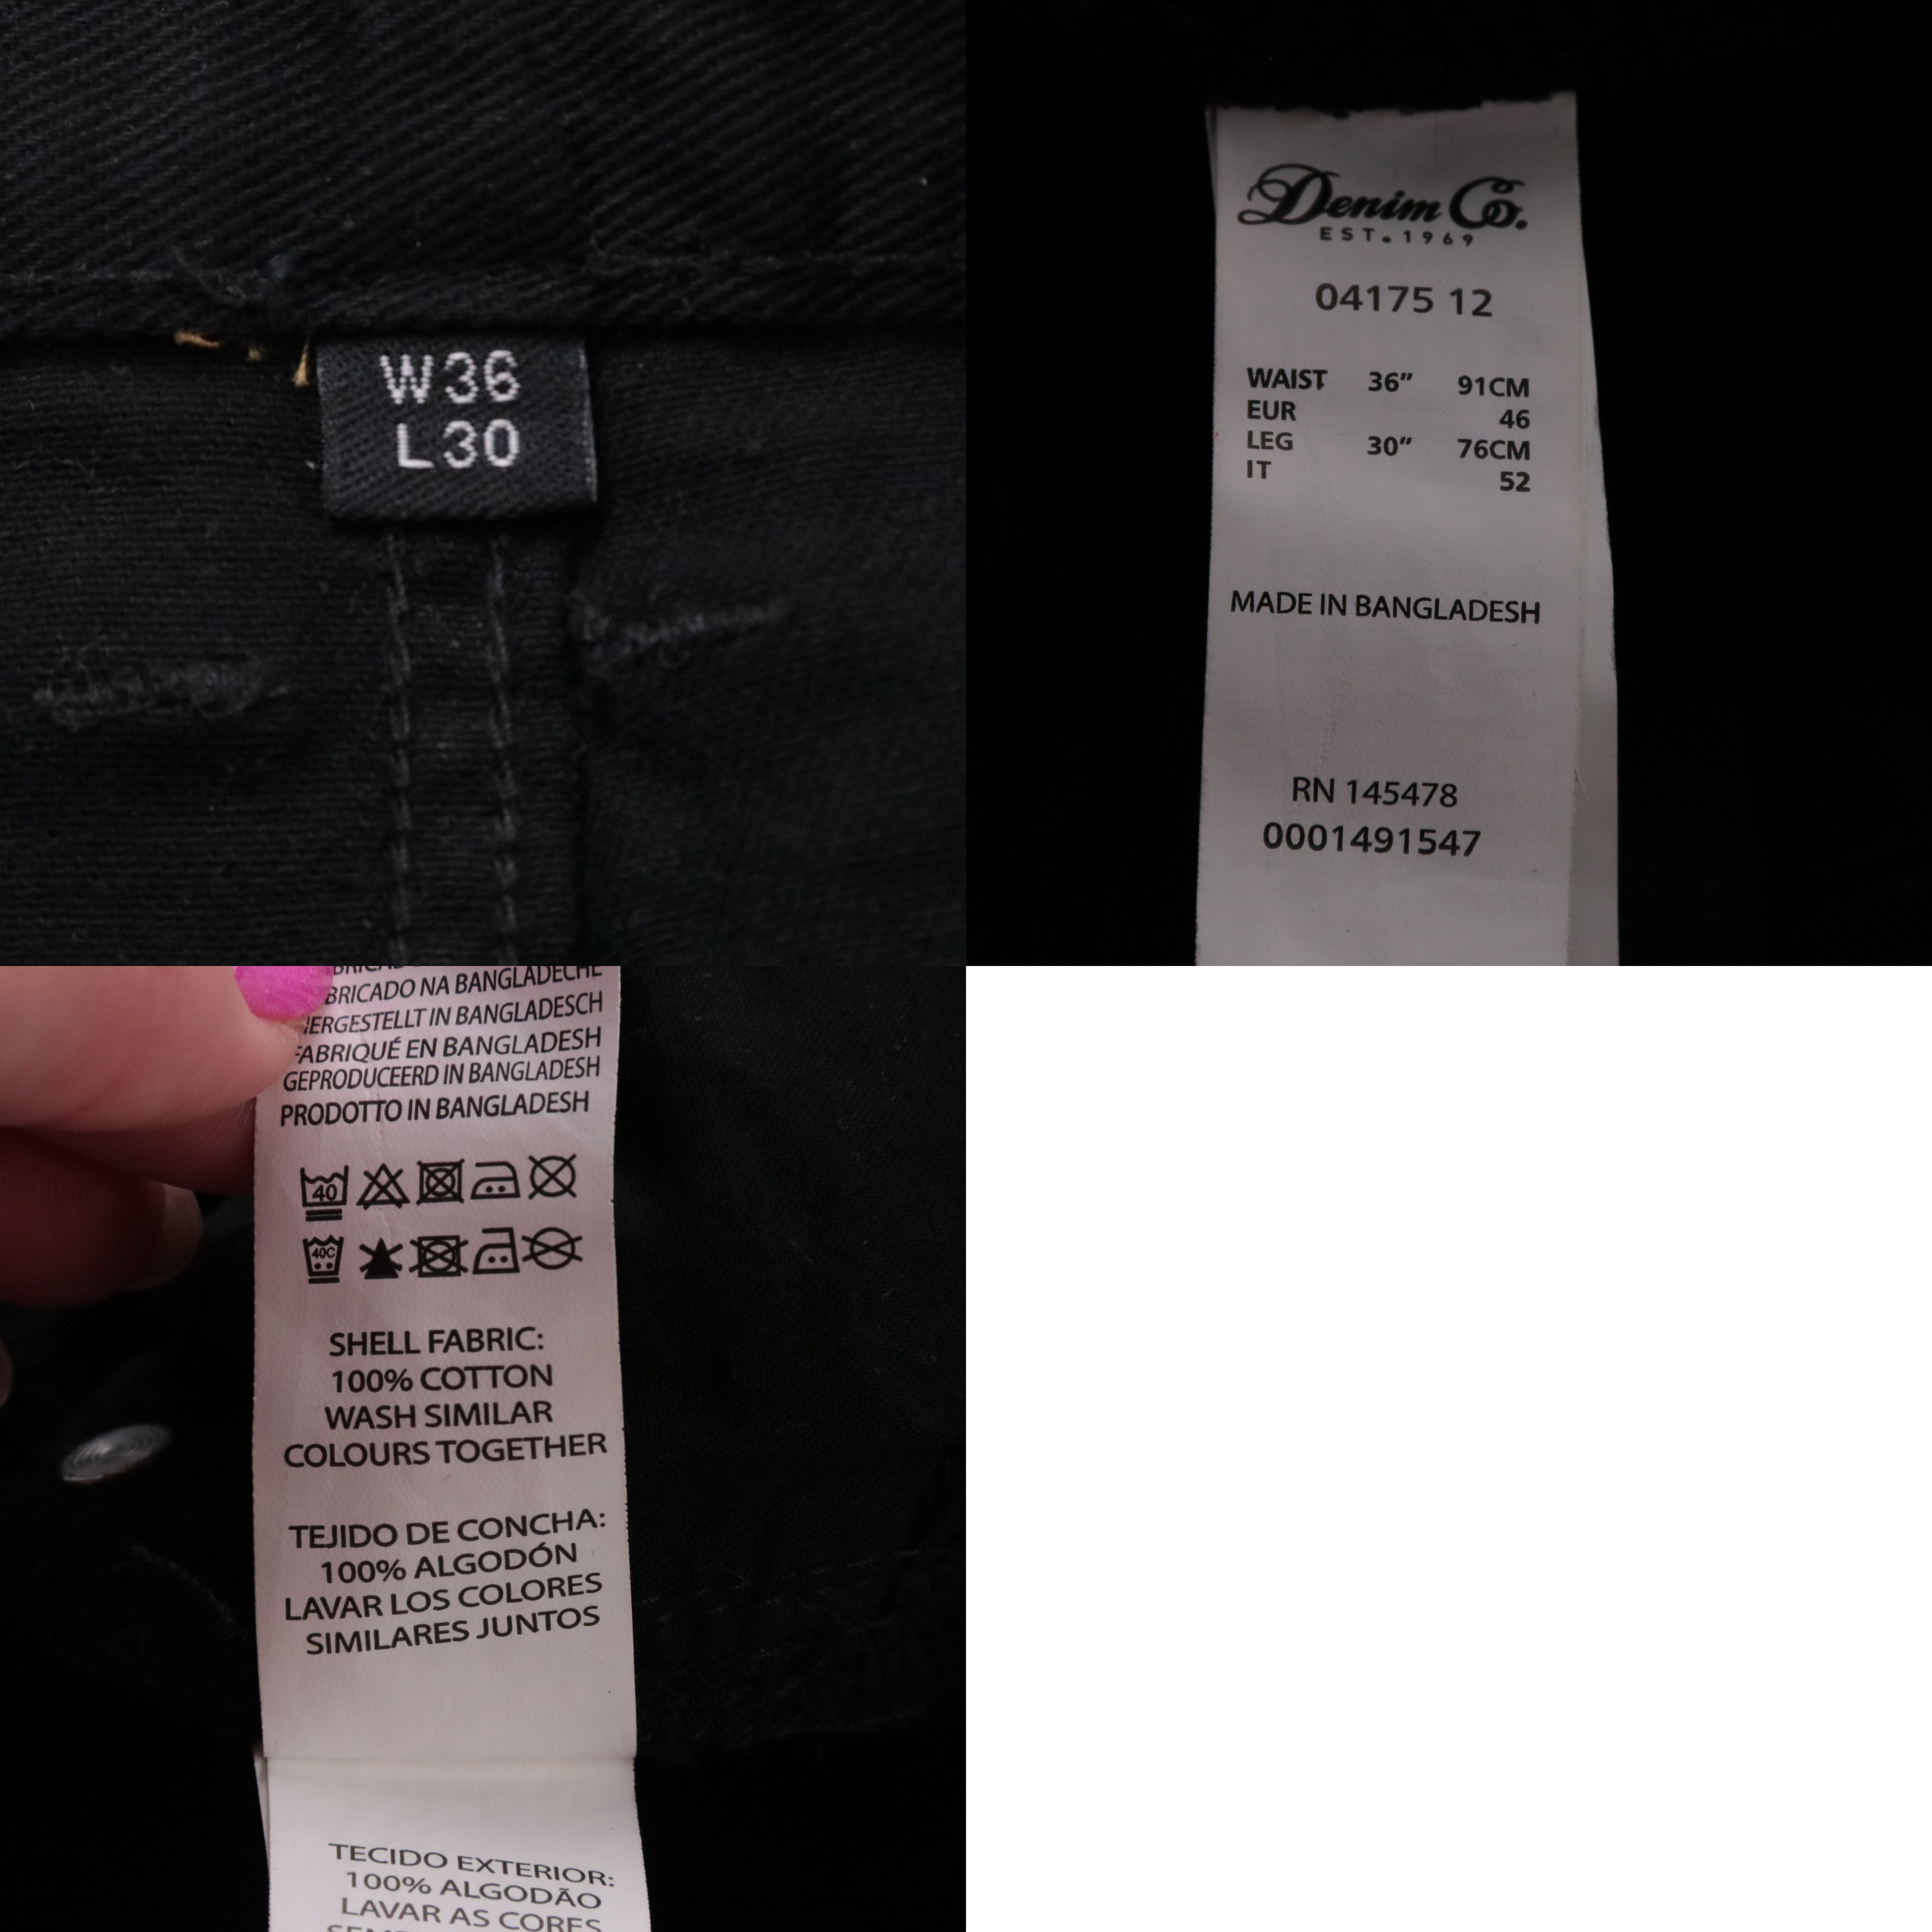 W36
L30
Denim Co.
EST. 1969
04175 12
WAIST 36" 91CM
EUR 46
LEG 30" 76CM
IT 52
MADE IN BANGLADESH
RN 145478
0001491547
BRICADO NA BANGLADECHE
HERGESTELLT IN BANGLADESCH
FABRIQUÉ EN BANGLADESH
GEPRODUCEERD IN BANGLADESH
PRODOTTO IN BANGLADESH
40
40C
SHELL FABRIC:
100% COTTON
WASH SIMILAR
COLOURS TOGETHER
TEJIDO DE CONCHA:
100% ALGODÓN
LAVAR LOS COLORES
SIMILARES JUNTOS
TECIDO EXTERIOR:
100% ALGODÃO
LAVAR AS CORES